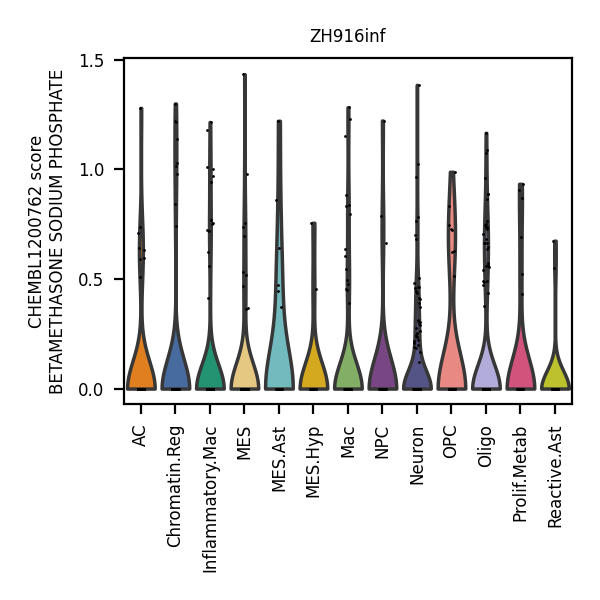 ZH916inf
CHEMBL1200762 score
BETAMETHASONE SODIUM PHOSPHATE
1.5
1.0
0.5
0.0
AC
Chromatin.Reg
Inflammatory.Mac
MES
MES.Ast
MES.Hyp
Mac
NPC
Neuron
OPC
Oligo
Prolif.Metab
Reactive.Ast